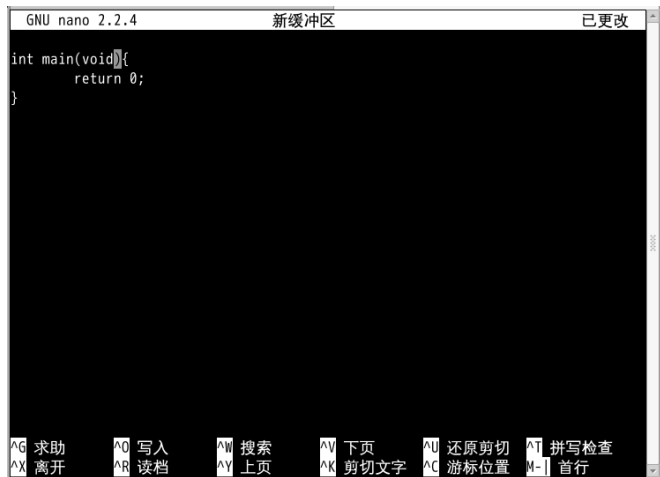 GNU nano 2.2.4 新缓冲区 已更改
int main(void){
        return 0;
}
^G 求助 ^O 写入 ^W 搜索 ^V 下页 ^U 还原剪切 ^T 拼写检查
^X 离开 ^R 读档 ^Y 上页 ^K 剪切文字 ^C 游标位置 M-| 首行